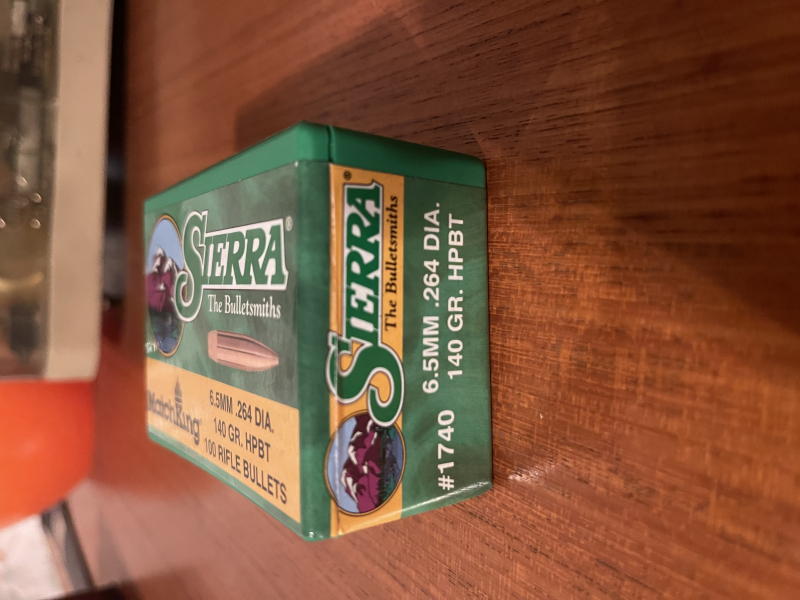 SIERRA®
The Bulletsmiths
MatchKing
6.5MM .264 DIA.
140 GR. HPBT
100 RIFLE BULLETS
SIERRA®
The Bulletsmiths
#1740
6.5MM .264 DIA.
140 GR. HPBT